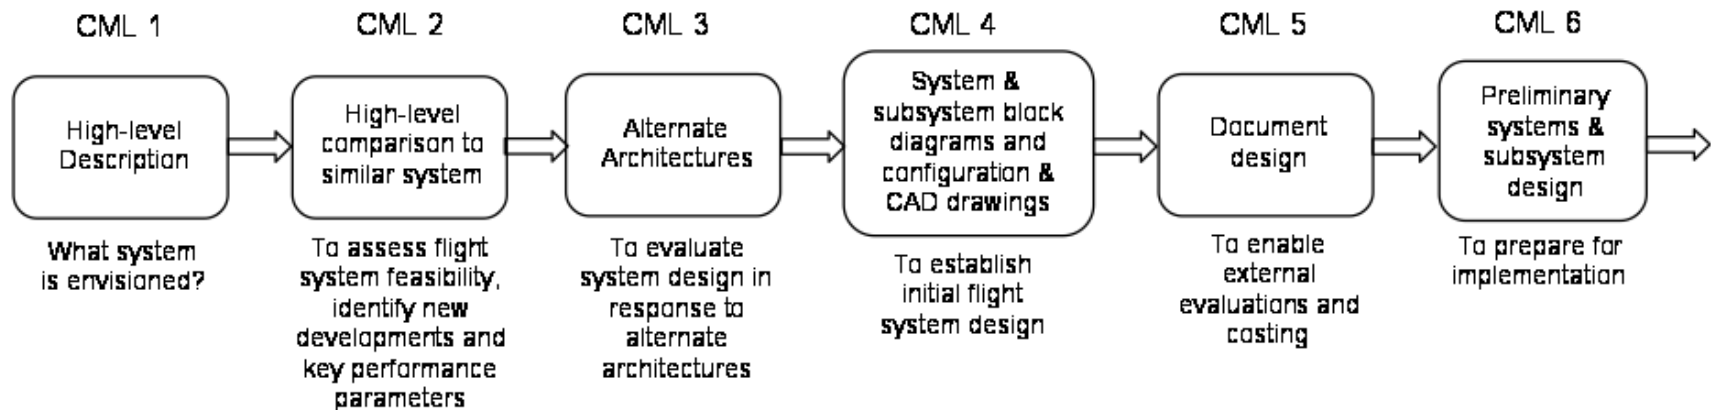 CML 1
High-level
Description
What system
is envisioned?
CML 2
High-level
comparison to
similar system
To assess flight
system feasibility,
identify new
developments and
key performance
parameters
CML 3
Alternate
Architectures
To evaluate
system design in
response to
alternate
architectures
CML 4
System &
subsystem block
diagrams and
configuration &
CAD drawings
To establish
initial flight
system design
CML 5
Document
design
To enable
external
evaluations and
costing
CML 6
Preliminary
systems &
subsystem
design
To prepare for
implementation